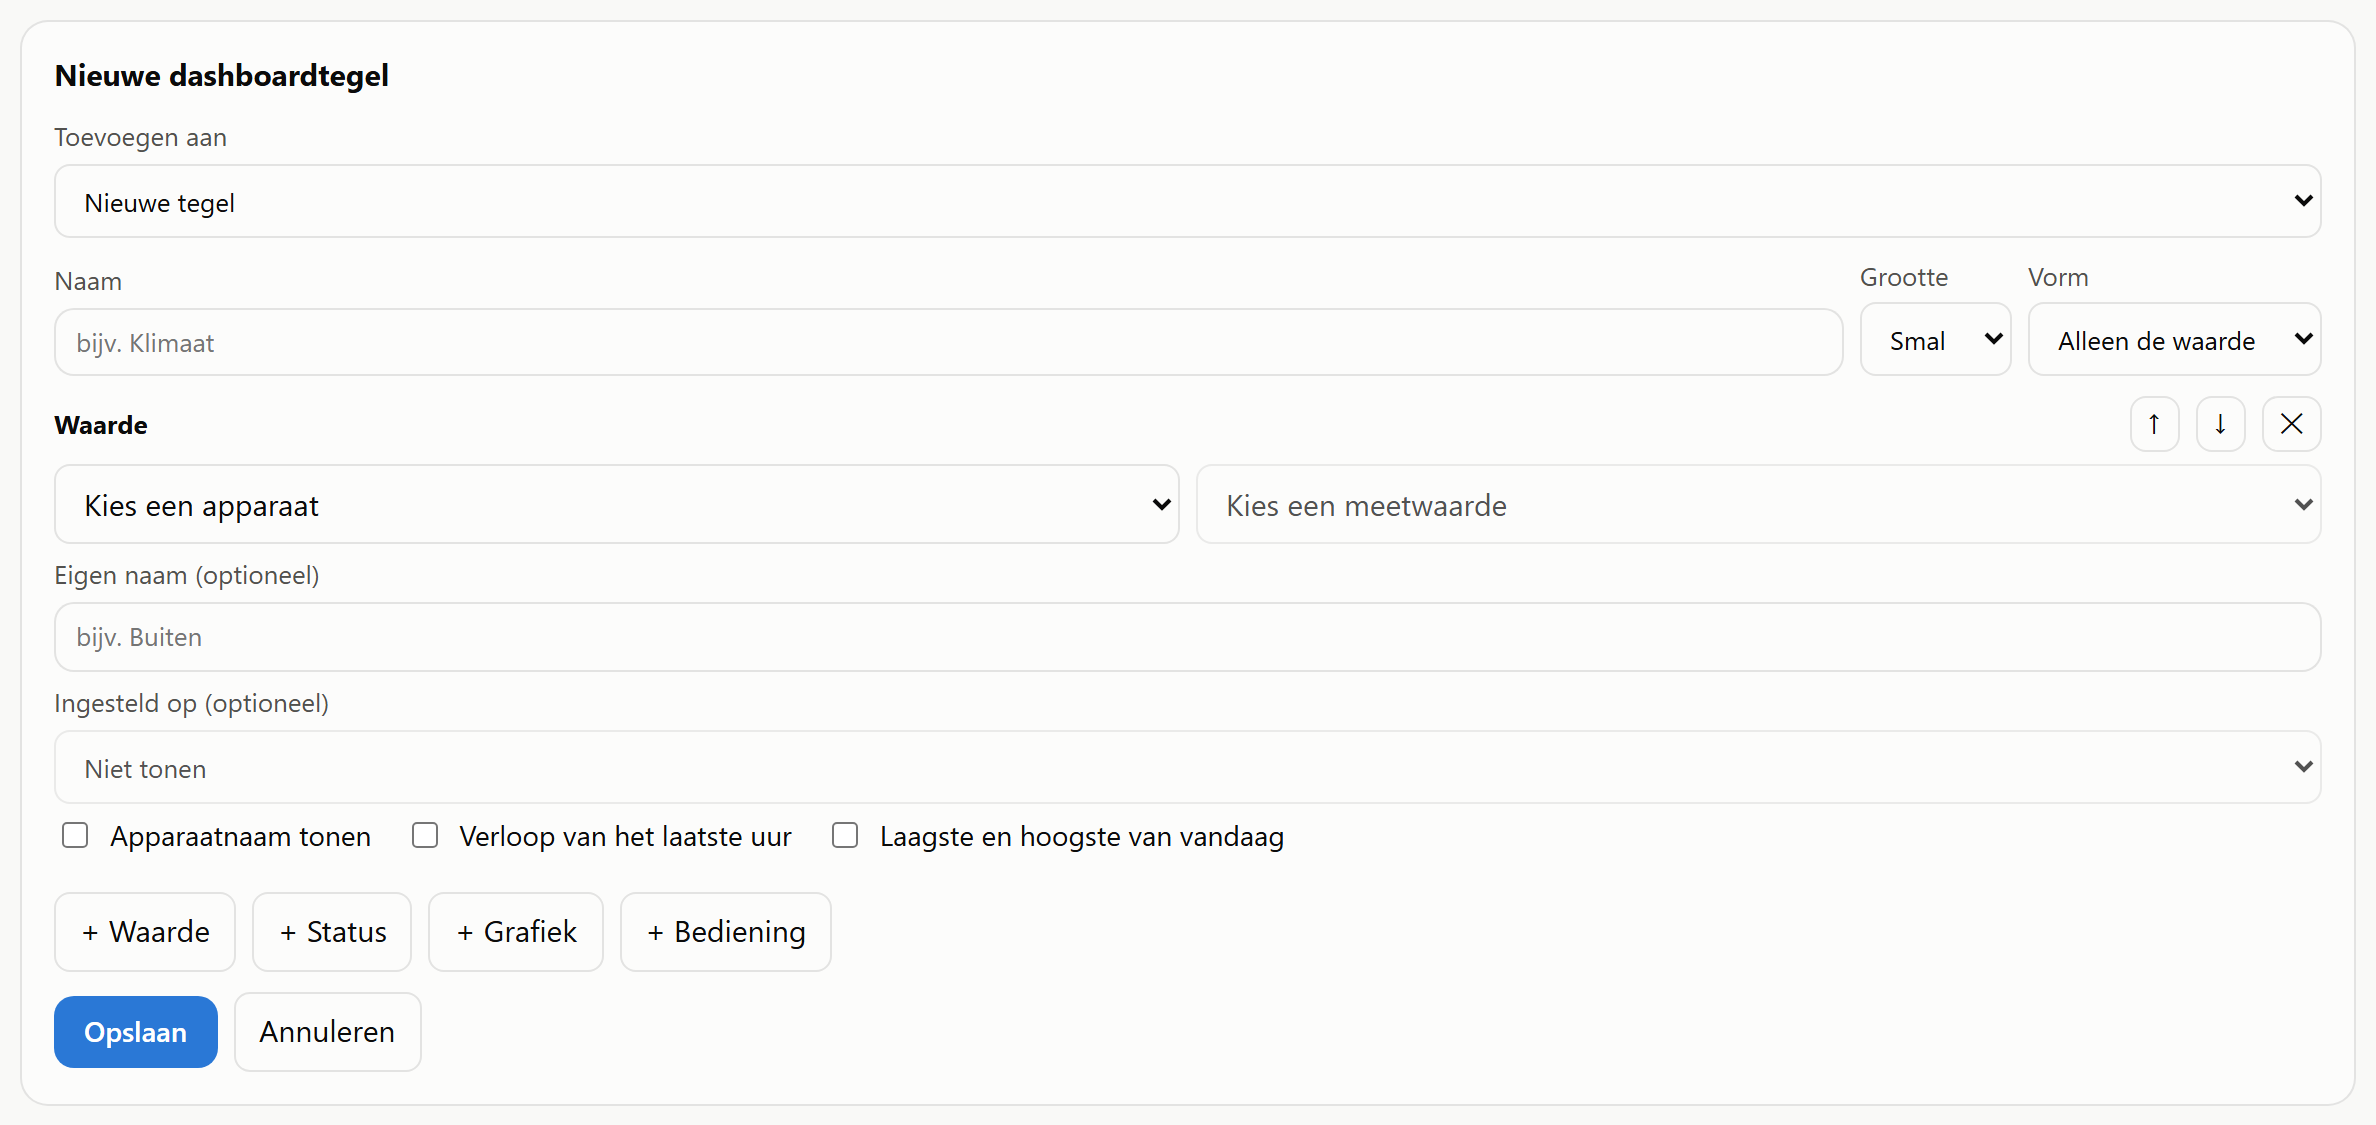 Nieuwe dashboardtegel
Toevoegen aan
Nieuwe tegel
Naam
Grootte
Vorm
bijv. Klimaat
Smal
Alleen de waarde
Waarde
↑ ↓ ×
Kies een apparaat
Kies een meetwaarde
Eigen naam (optioneel)
bijv. Buiten
Ingesteld op (optioneel)
Niet tonen
Apparaatnaam tonen
Verloop van het laatste uur
Laagste en hoogste van vandaag
+ Waarde
+ Status
+ Grafiek
+ Bediening
Opslaan
Annuleren